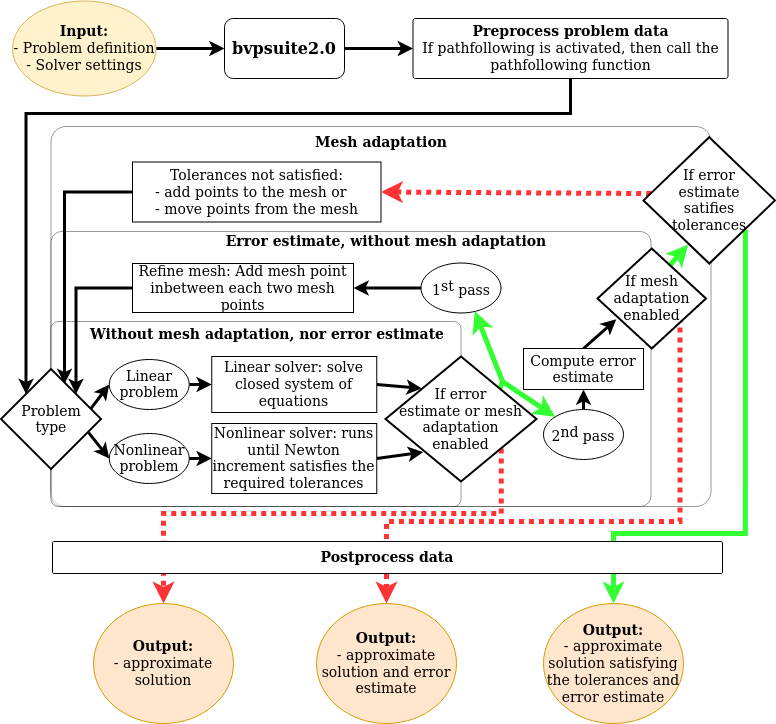 Input:
- Problem definition
- Solver settings
bvpsuite2.0
Preprocess problem data
If pathfollowing is activated, then call the
pathfollowing function
Mesh adaptation
Tolerances not satisfied:
- add points to the mesh or
- move points from the mesh
If error
estimate
satifies
tolerances
Error estimate, without mesh adaptation
Refine mesh: Add mesh point
inbetween each two mesh
points
1st pass
If mesh
adaptation
enabled
Without mesh adaptation, nor error estimate
Problem
type
Linear
problem
Linear solver: solve
closed system of
equations
Nonlinear
problem
Nonlinear solver: runs
until Newton
increment satisfies the
required tolerances
If error
estimate or mesh
adaptation
enabled
Compute error
estimate
2nd pass
Postprocess data
Output:
- approximate
solution
Output:
- approximate
solution and error
estimate
Output:
- approximate
solution satisfying
the tolerances and
error estimate